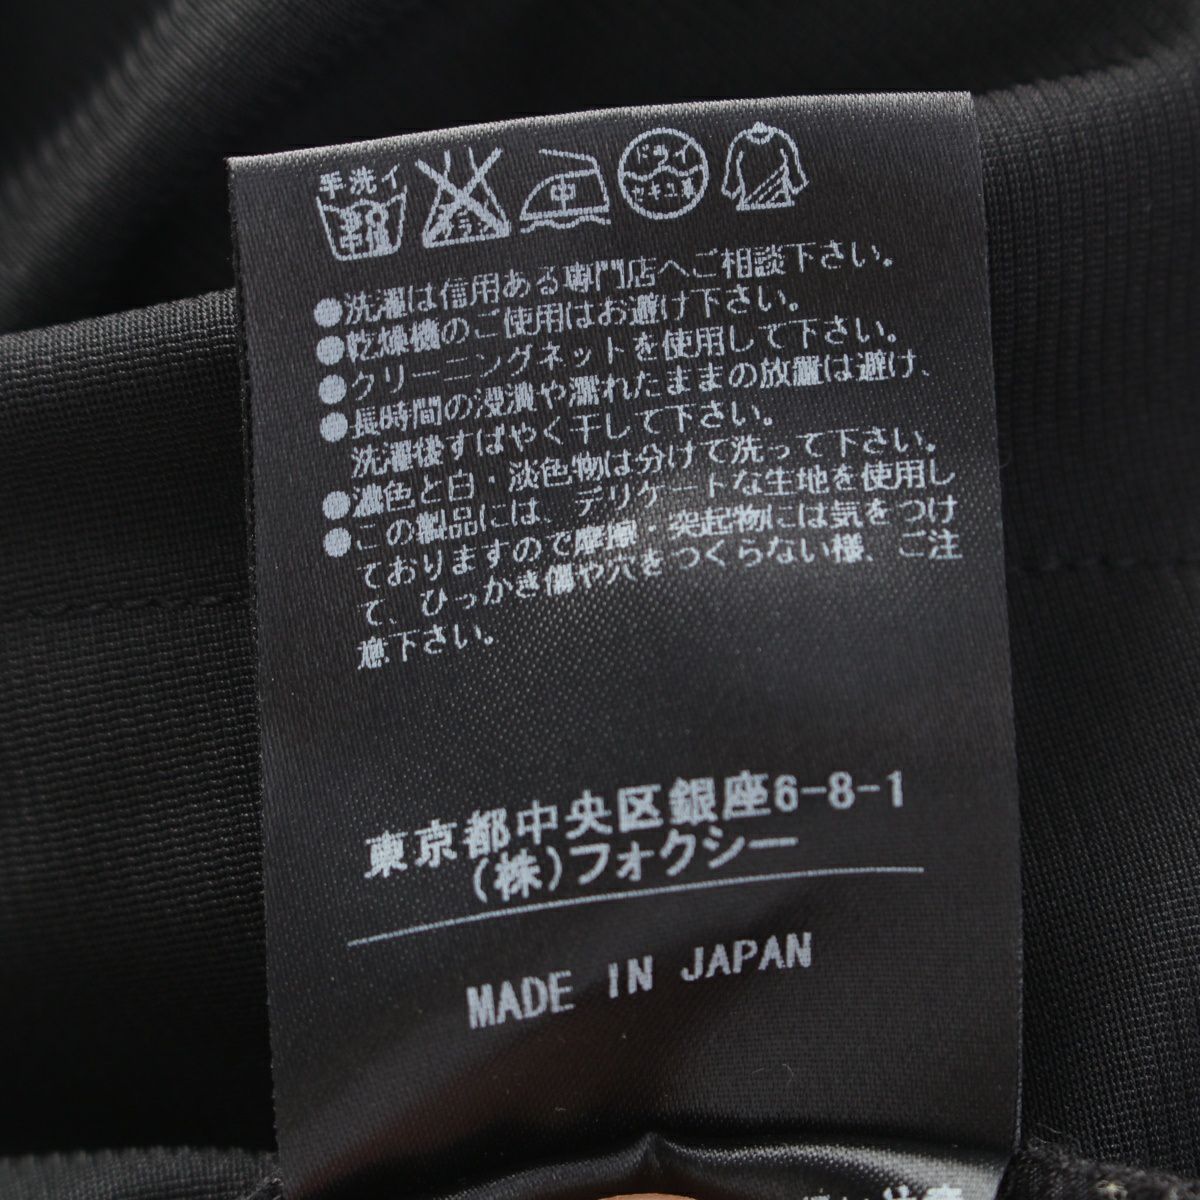 手洗イ
中性
エンソ
サラシ
中
ドライ
セキユ系
●洗濯は信用ある専門店へご相談下さい。
●乾燥機のご使用はお避け下さい。
●クリーニングネットを使用して下さい。
●長時間の浸漬や濡れたままの放置は避け、
洗濯後すばやく干して下さい。
●濃色と白・淡色物は分けて洗って下さい。
●この製品には、デリケートな生地を使用し
ておりますので摩擦・突起物には気をつけ
て、ひっかき傷や穴をつくらない様、ご注
意下さい。
東京都中央区銀座6-8-1
(株)フォクシー
MADE IN JAPAN